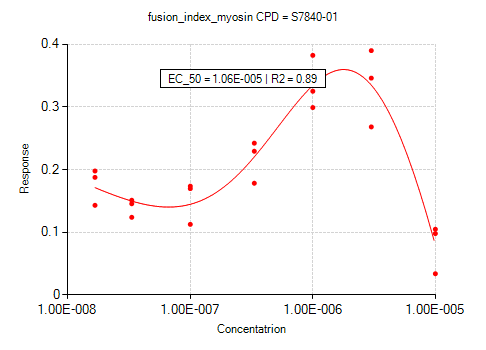 fusion_index_myosin CPD = S7840-01
EC_50 = 1.06E-005 | R2 = 0.89
Response
0.4
0.3
0.2
0.1
0
1.00E-008 1.00E-007 1.00E-006 1.00E-005
Concentatrion